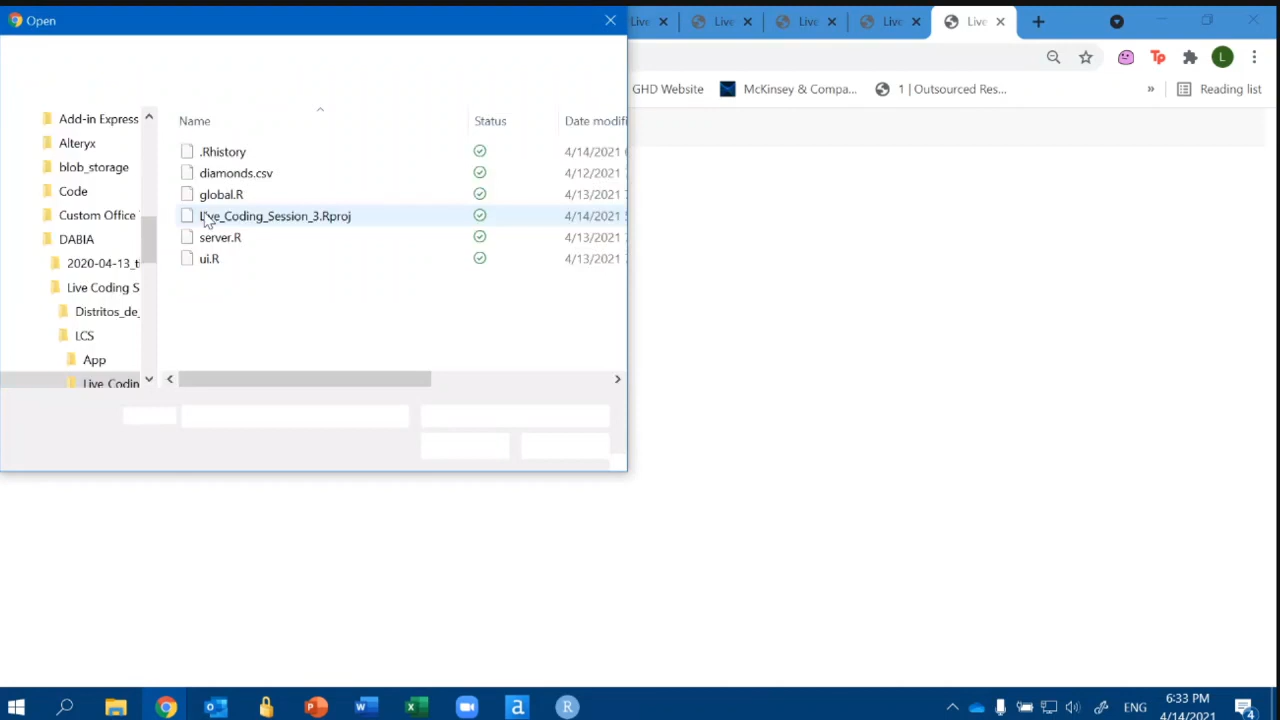 Open
Live
Live
Live
Live
Live
L
GHD Website
McKinsey & Compa...
1 | Outsourced Res...
»
Reading list
Add-in Express
Alteryx
blob_storage
Code
Custom Office
DABIA
2020-04-13_t
Live Coding S
Distritos_de_
LCS
App
Live_Codin
Name
Status
Date modifi
.Rhistory
4/14/2021
diamonds.csv
4/12/2021
global.R
4/13/2021
Live_Coding_Session_3.Rproj
4/14/2021
server.R
4/13/2021
ui.R
4/13/2021
ENG
6:33 PM
4/14/2021
4